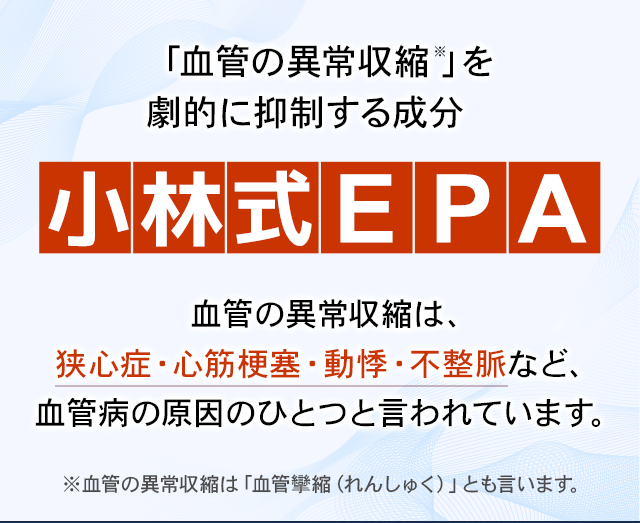 「血管の異常収縮※」を
劇的に抑制する成分
小林式EPA
血管の異常収縮は、
狭心症・心筋梗塞・動悸・不整脈など、
血管病の原因のひとつと言われています。
※血管の異常収縮は「血管攣縮(れんしゅく)」とも言います。